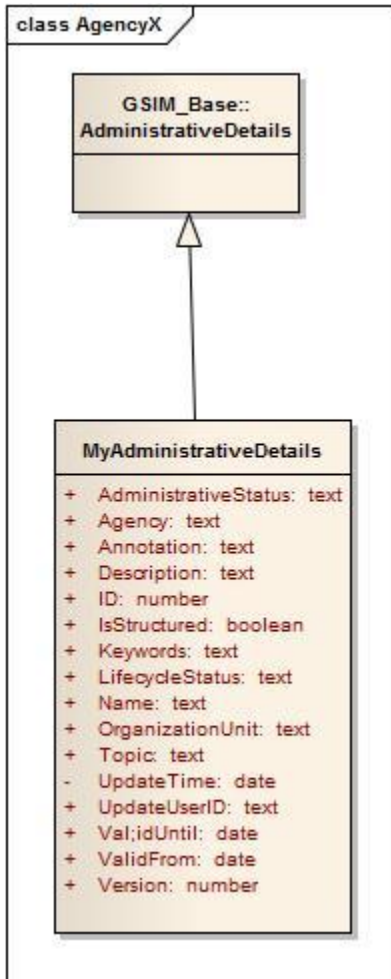 class AgencyX
GSIM_Base::
AdministrativeDetails
MyAdministrativeDetails
+ AdministrativeStatus: text
+ Agency: text
+ Annotation: text
+ Description: text
+ ID: number
+ IsStructured: boolean
+ Keywords: text
+ LifecycleStatus: text
+ Name: text
+ OrganizationUnit: text
+ Topic: text
- UpdateTime: date
+ UpdateUserID: text
+ Val;idUntil: date
+ ValidFrom: date
+ Version: number